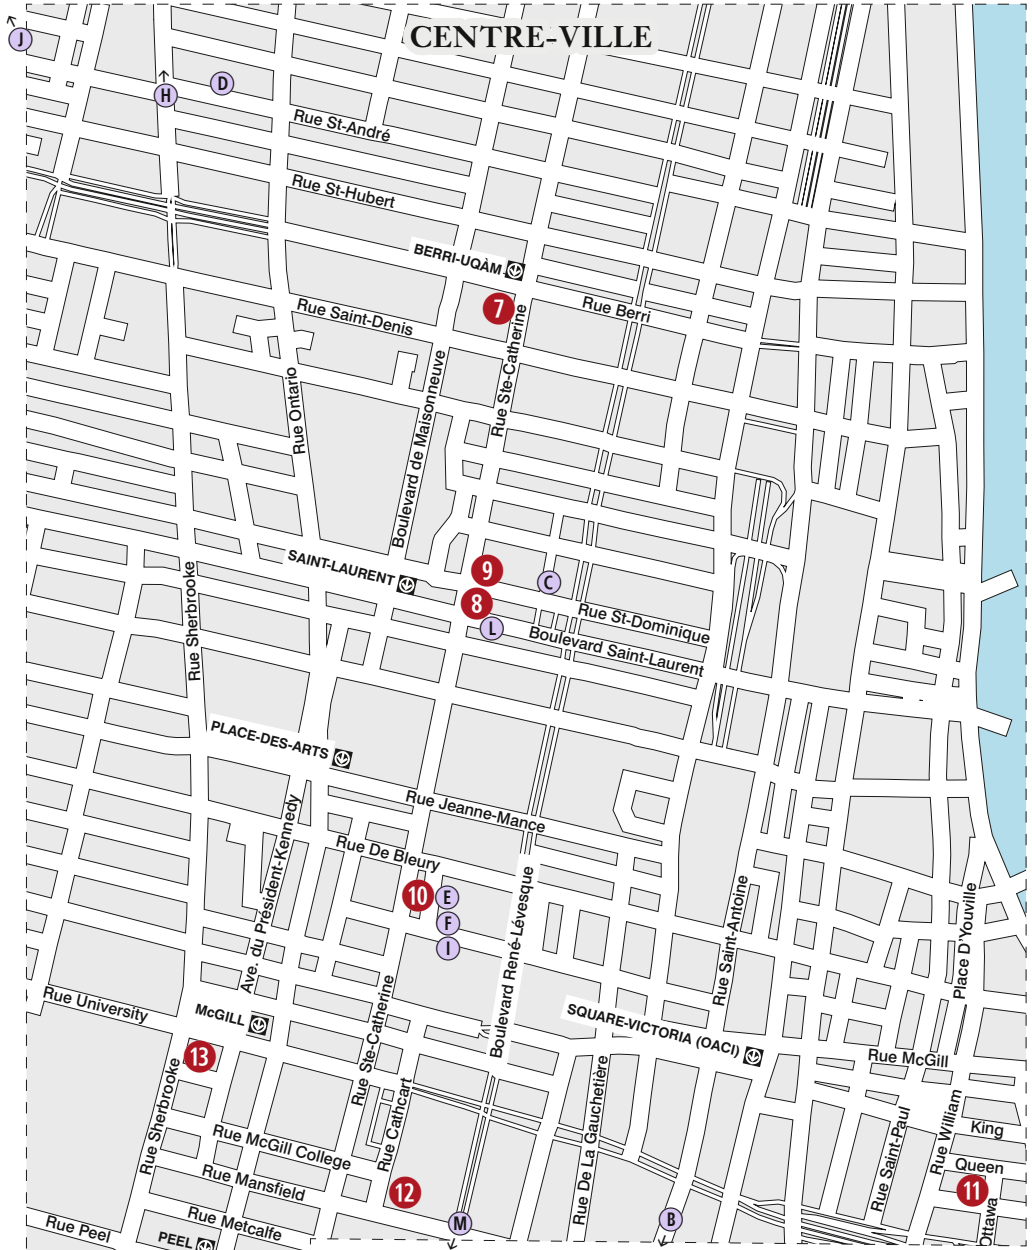 CENTRE-VILLE
J
D
H
Rue St-André
Rue St-Hubert
BERRI-UQÀM
7
Rue Berri
Rue Saint-Denis
Rue Ste-Catherine
Boulevard de Maisonneuve
Rue Ontario
SAINT-LAURENT
9
C
8
Rue St-Dominique
L
Boulevard Saint-Laurent
Rue Sherbrooke
PLACE-DES-ARTS
Rue Jeanne-Mance
Rue De Bleury
Ave. du Président-Kennedy
10
E
F
I
Boulevard René-Lévesque
Rue Saint-Antoine
Place D'Youville
Rue University
McGILL
Rue Ste-Catherine
SQUARE-VICTORIA (OACI)
Rue McGill
13
Rue Sherbrooke
Rue Cathcart
Rue De La Gauchetière
Rue Saint-Paul
Rue William
King
Rue McGill College
Queen
Rue Mansfield
12
11
Ottawa
Rue Metcalfe
M
B
Rue Peel
PEEL